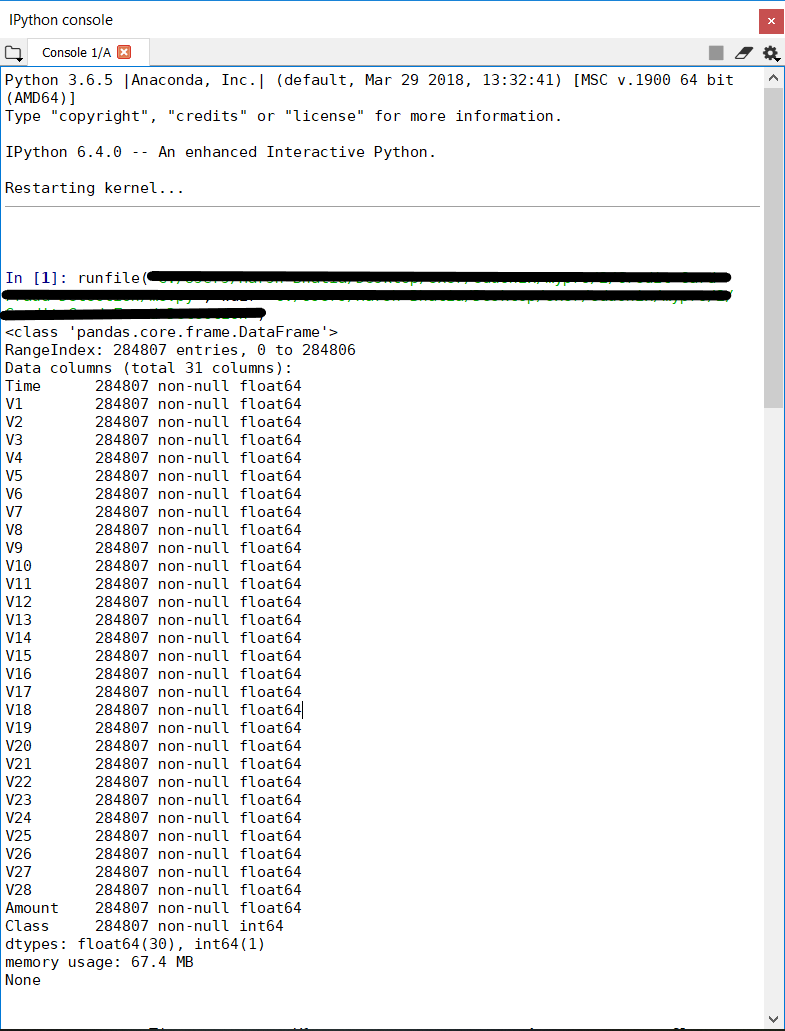 IPython console
Console 1/A
Python 3.6.5 |Anaconda, Inc.| (default, Mar 29 2018, 13:32:41) [MSC v.1900 64 bit
(AMD64)]
Type "copyright", "credits" or "license" for more information.
IPython 6.4.0 -- An enhanced Interactive Python.
Restarting kernel...
In [1]: runfile(
<class 'pandas.core.frame.DataFrame'>
RangeIndex: 284807 entries, 0 to 284806
Data columns (total 31 columns):
Time 284807 non-null float64
V1 284807 non-null float64
V2 284807 non-null float64
V3 284807 non-null float64
V4 284807 non-null float64
V5 284807 non-null float64
V6 284807 non-null float64
V7 284807 non-null float64
V8 284807 non-null float64
V9 284807 non-null float64
V10 284807 non-null float64
V11 284807 non-null float64
V12 284807 non-null float64
V13 284807 non-null float64
V14 284807 non-null float64
V15 284807 non-null float64
V16 284807 non-null float64
V17 284807 non-null float64
V18 284807 non-null float64
V19 284807 non-null float64
V20 284807 non-null float64
V21 284807 non-null float64
V22 284807 non-null float64
V23 284807 non-null float64
V24 284807 non-null float64
V25 284807 non-null float64
V26 284807 non-null float64
V27 284807 non-null float64
V28 284807 non-null float64
Amount 284807 non-null float64
Class 284807 non-null int64
dtypes: float64(30), int64(1)
memory usage: 67.4 MB
None